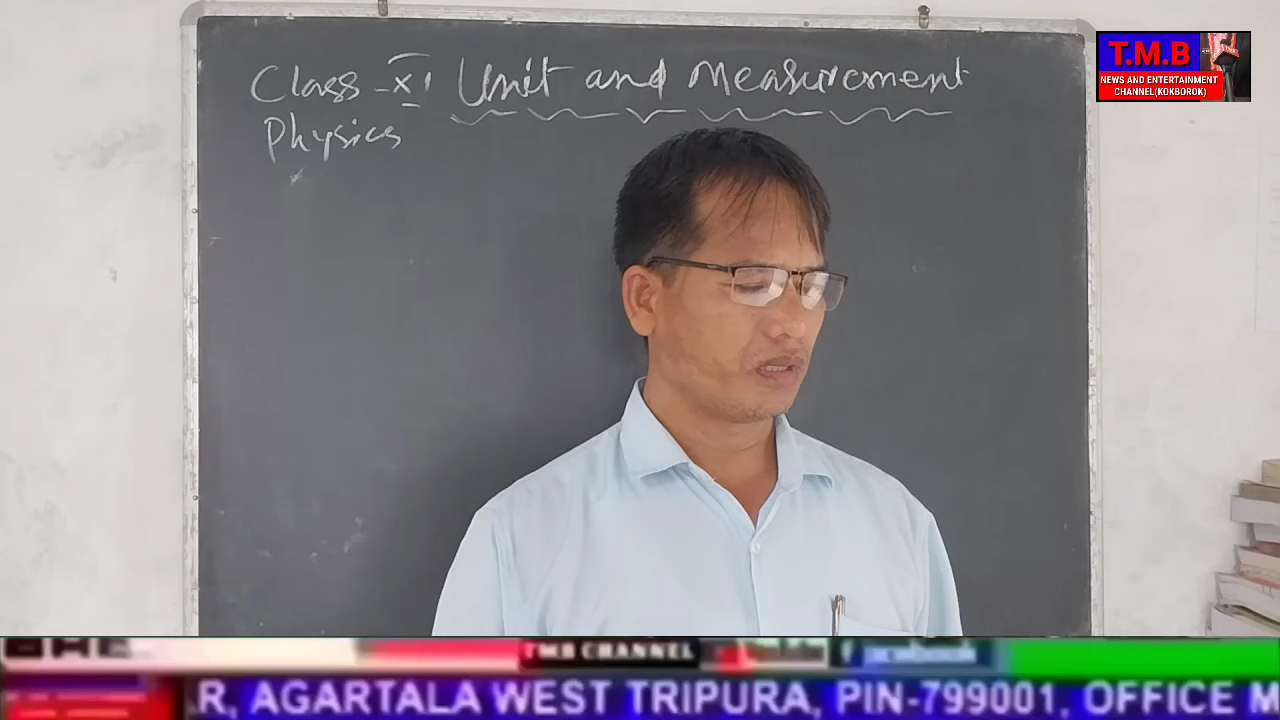 Class - XI Unit and Measurement
Physics
T.M.B
NEWS AND ENTERTAINMENT
CHANNEL(KOKBOROK)
TMB CHANNEL
R, AGARTALA WEST TRIPURA, PIN-799001, OFFICE M